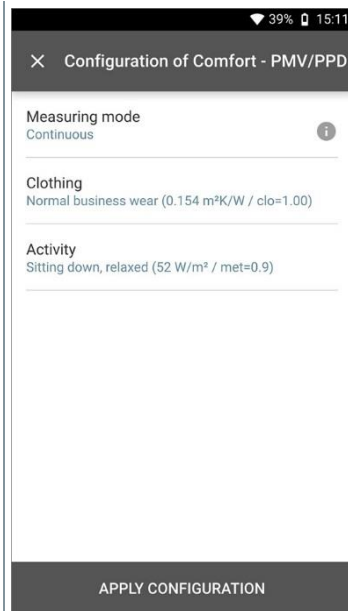 39% 15:11
Configuration of Comfort - PMV/PPD
Measuring mode
Continuous
Clothing
Normal business wear (0.154 m²K/W / clo=1.00)
Activity
Sitting down, relaxed (52 W/m² / met=0.9)
APPLY CONFIGURATION